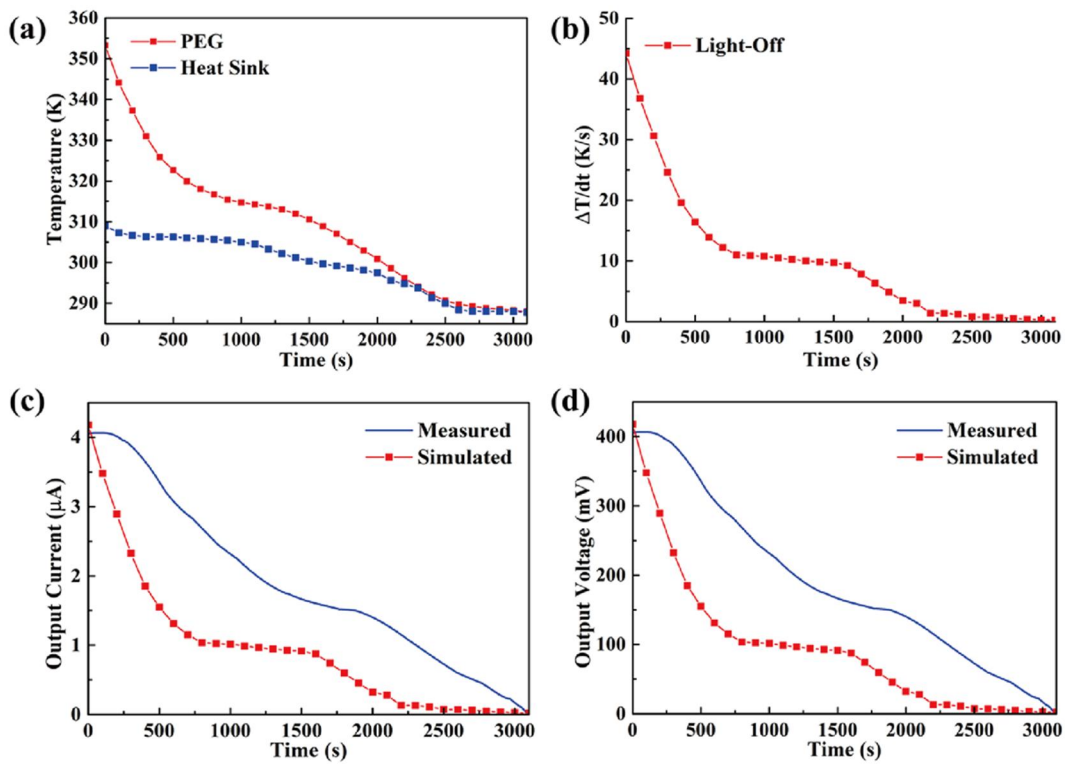 (a)
PEG
Heat Sink
Temperature (K)
360
350
340
330
320
310
300
290
0 500 1000 1500 2000 2500 3000
Time (s)
(b)
Light-Off
ΔT/dt (K/s)
50
40
30
20
10
0
0 500 1000 1500 2000 2500 3000
Time (s)
(c)
Measured
Simulated
Output Current (μA)
4
3
2
1
0
0 500 1000 1500 2000 2500 3000
Time (s)
(d)
Measured
Simulated
Output Voltage (mV)
400
300
200
100
0
0 500 1000 1500 2000 2500 3000
Time (s)